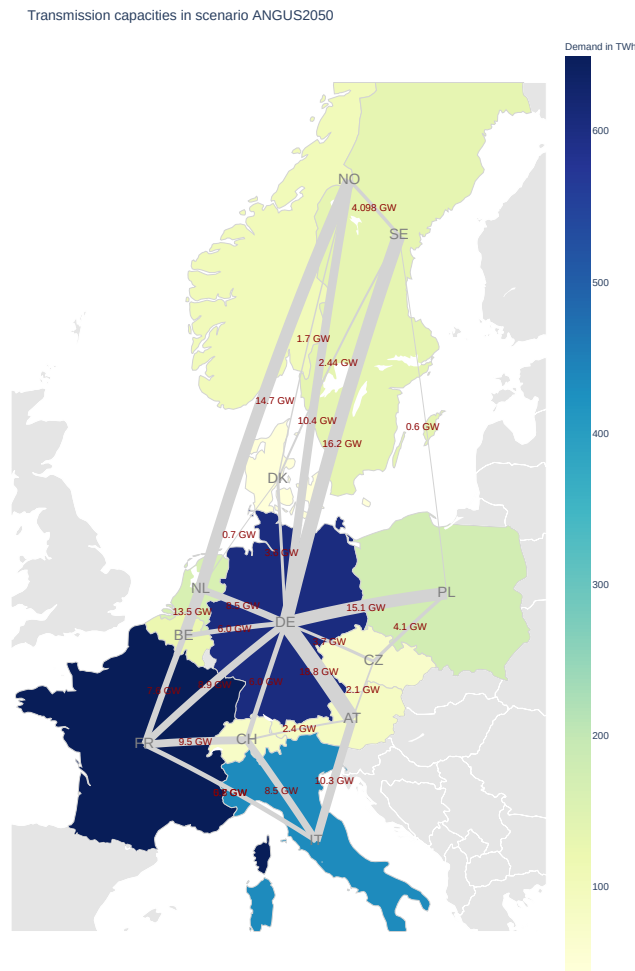 Transmission capacities in scenario ANGUS2050
Demand in TWh
600
500
400
300
200
100
NO
4.098 GW
SE
1.7 GW
2.44 GW
14.7 GW
10.4 GW
0.6 GW
16.2 GW
DK
0.7 GW
GW
NL
PL
15.1 GW
13.5 GW
DE
BE
4.1 GW
CZ
GW
2.1 GW
AT
2.4 GW
FR
9.5 GW
CH
10.3 GW
8.5 GW
GW
IT